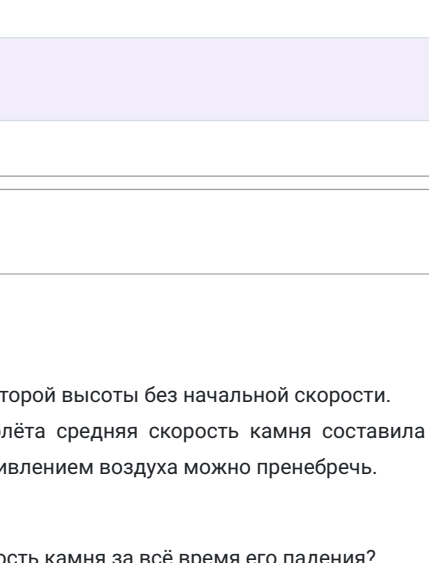 торой высоты без начальной скорости.
лёта средняя скорость камня составила
ивлением воздуха можно пренебречь.
ость камня за всё время его падения?